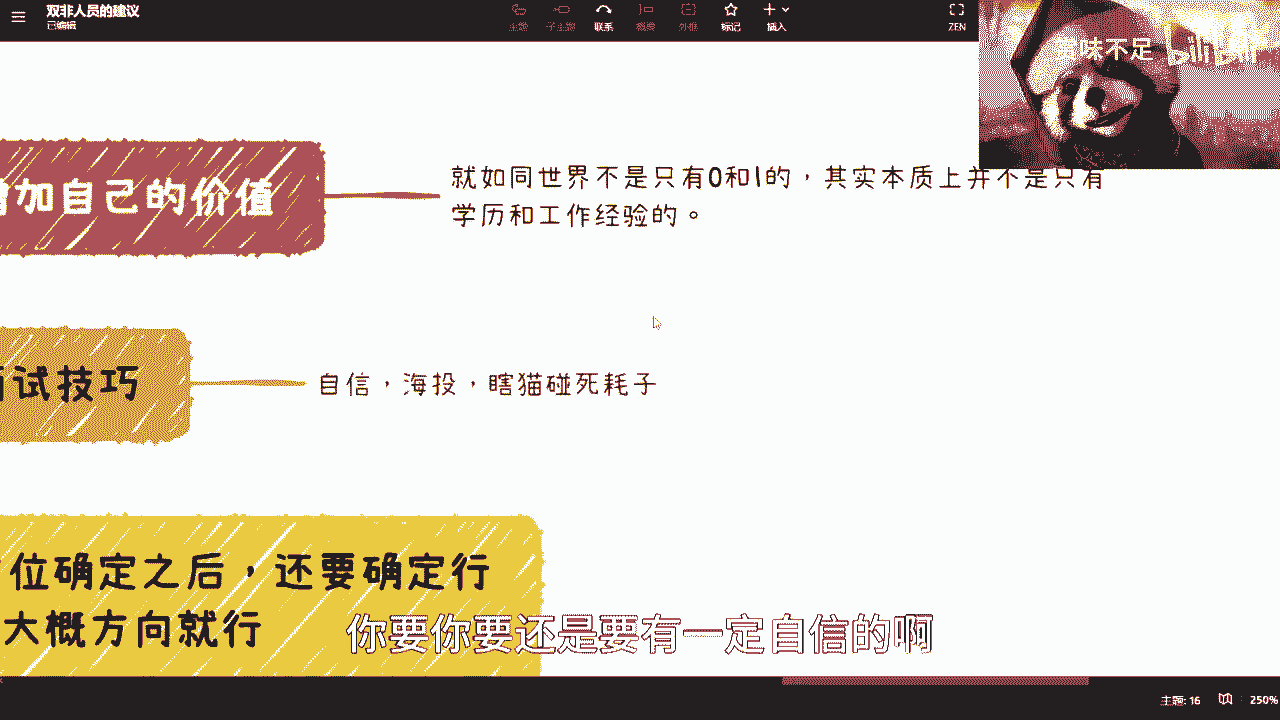 双非人员的建议
已编辑
主题
子主题
联系
概要
外框
标记
插入
ZEN
味不足 bilibili
增加自己的价值
就如同世界不是只有0和1的，其实本质上并不是只有
学历和工作经验的。
面试技巧
自信，海投，瞎猫碰死耗子
位确定之后，还要确定行
大概方向就行
你要你要还是要有一定自信的啊
主题: 16
250%